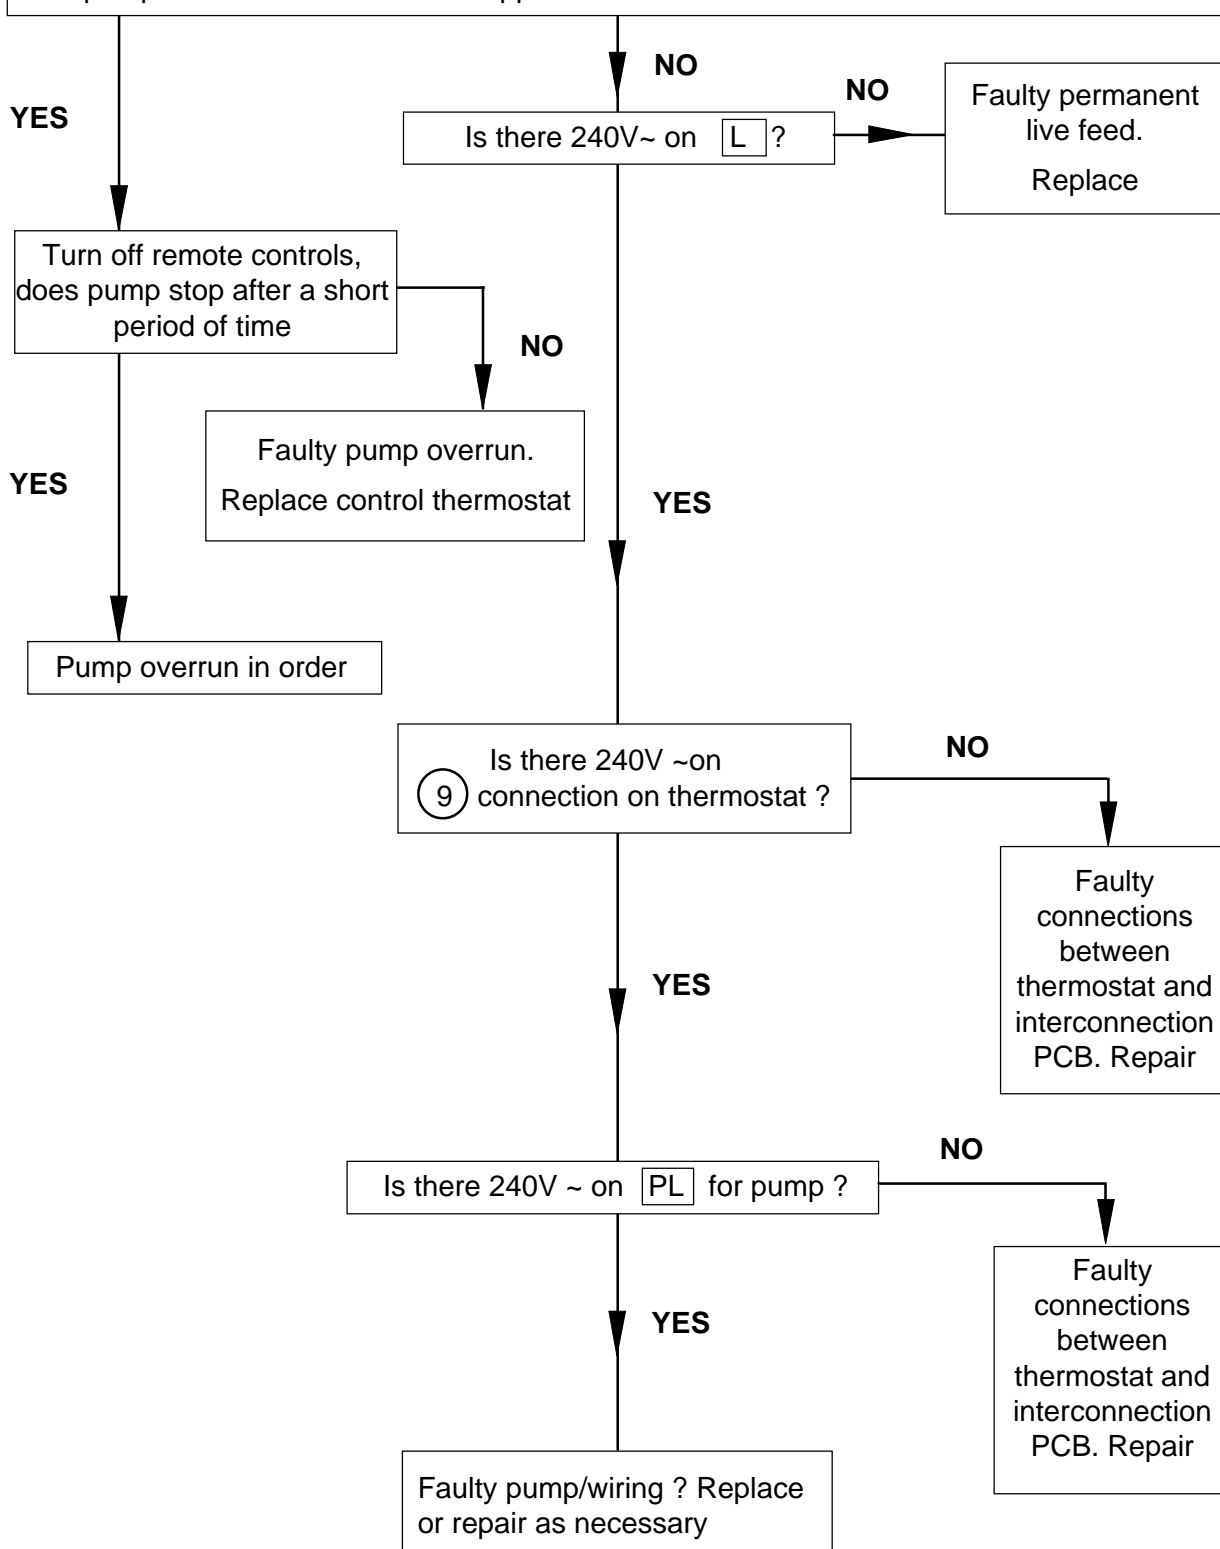 NO
YES
NO
Is there 240V~ on L ?
Faulty permanent
live feed.
Replace
Turn off remote controls,
does pump stop after a short
period of time
NO
Faulty pump overrun.
Replace control thermostat
YES
YES
Pump overrun in order
Is there 240V ~on
9 connection on thermostat ?
NO
Faulty
connections
between
thermostat and
interconnection
PCB. Repair
YES
Is there 240V ~ on PL for pump ?
NO
Faulty
connections
between
thermostat and
interconnection
PCB. Repair
YES
Faulty pump/wiring ? Replace
or repair as necessary